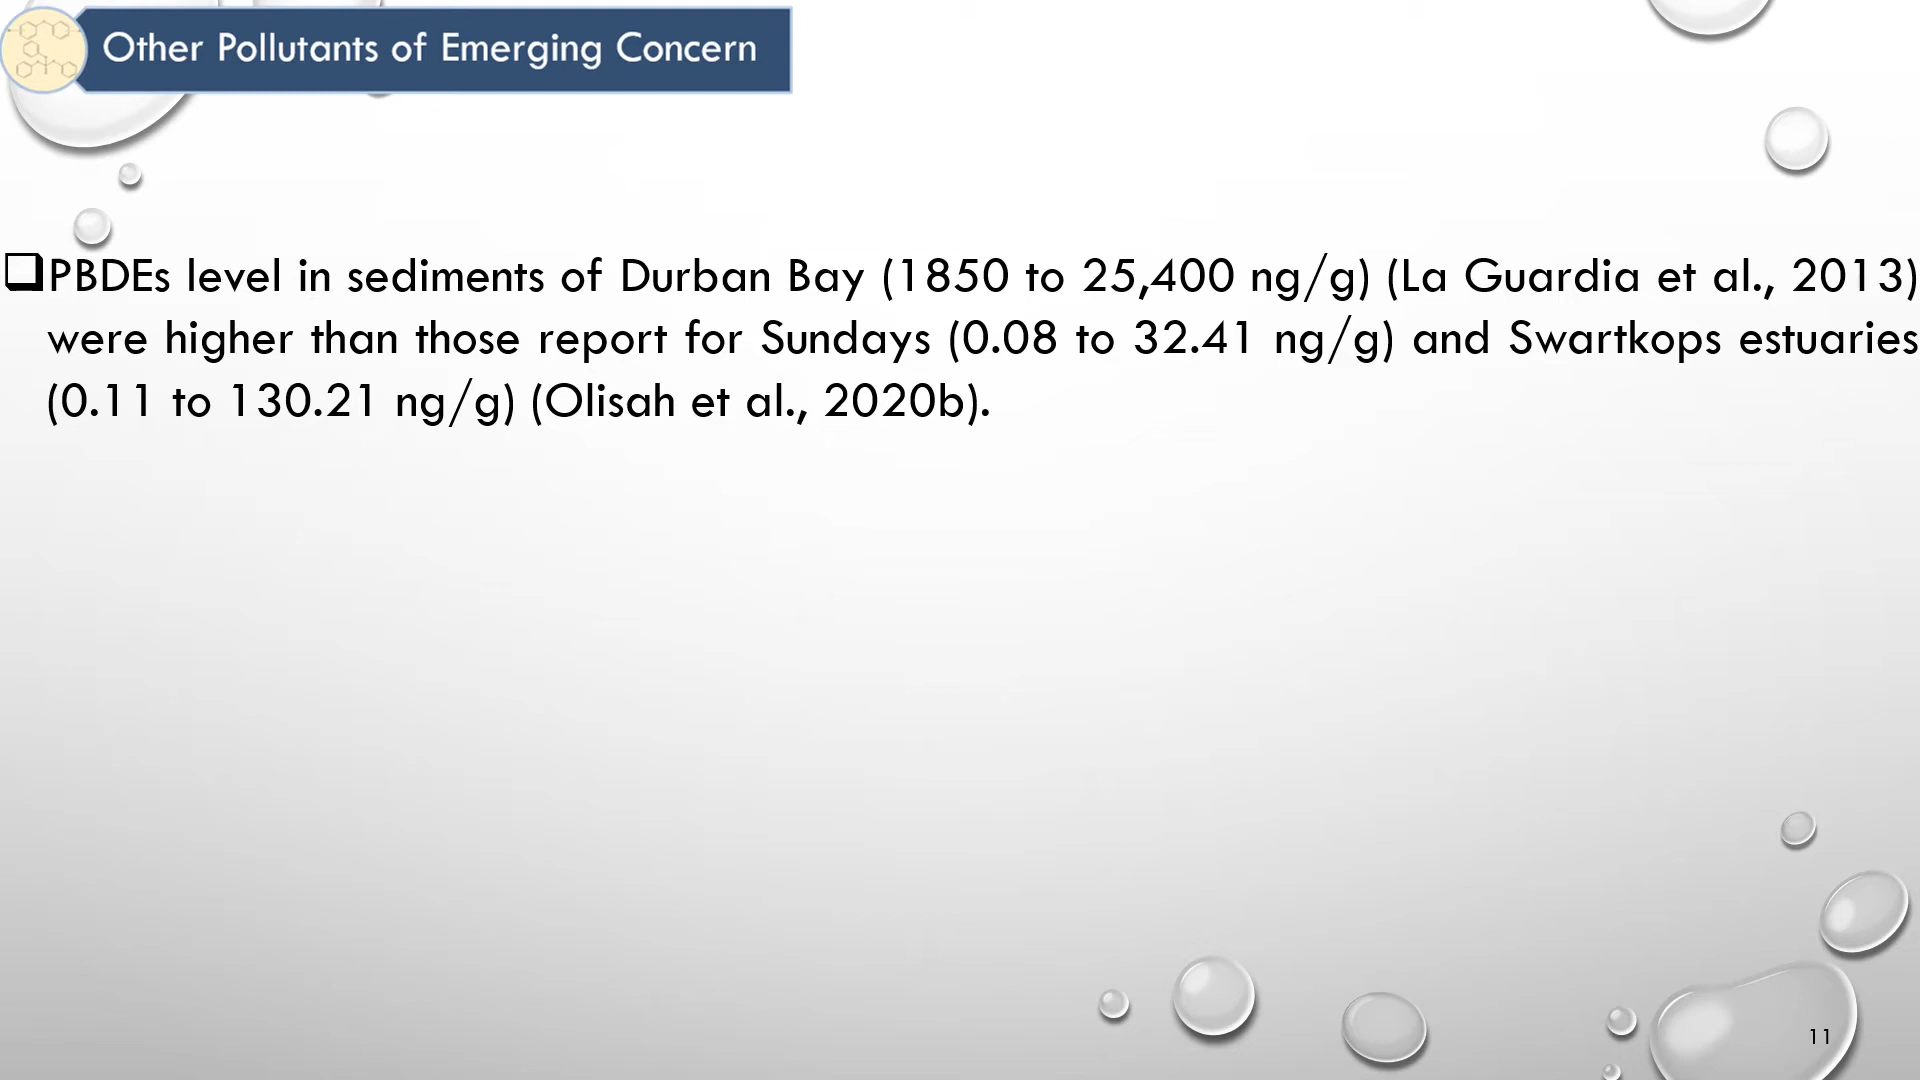 Other Pollutants of Emerging Concern
PBDEs level in sediments of Durban Bay (1850 to 25,400 ng/g) (La Guardia et al., 2013)
were higher than those report for Sundays (0.08 to 32.41 ng/g) and Swartkops estuaries
(0.11 to 130.21 ng/g) (Olisah et al., 2020b).
11